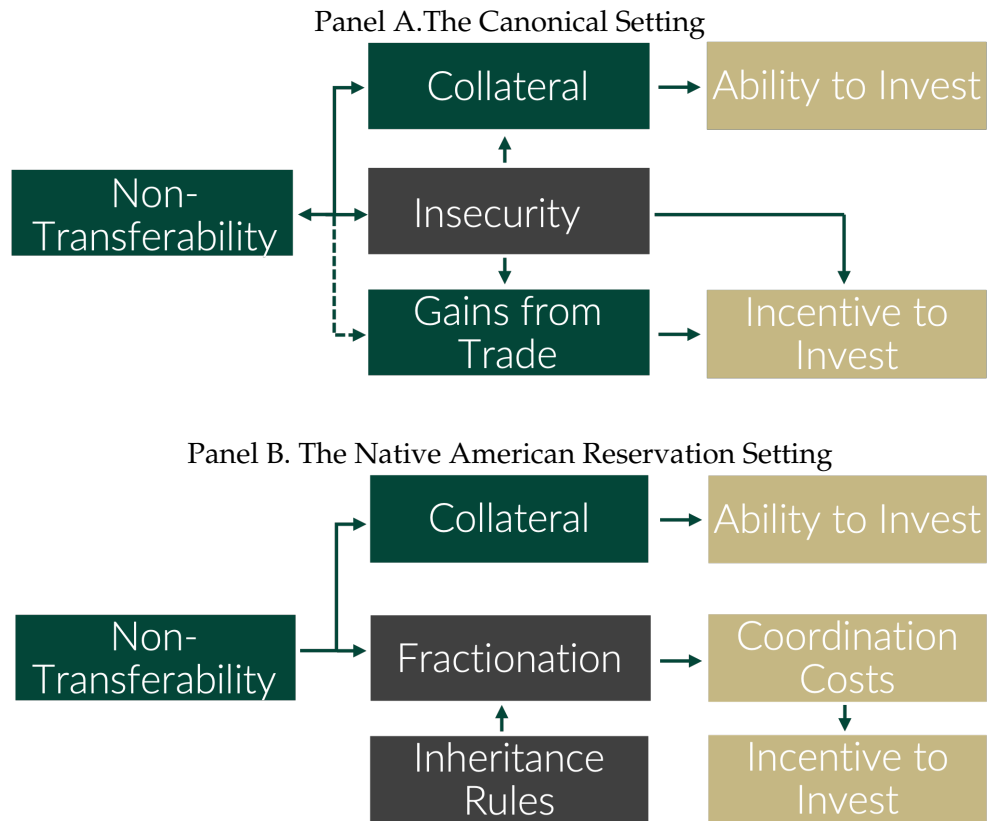 Panel A.The Canonical Setting
Collateral
Ability to Invest
Non-
Transferability
Insecurity
Gains from
Trade
Incentive to
Invest
Panel B. The Native American Reservation Setting
Collateral
Ability to Invest
Non-
Transferability
Fractionation
Coordination
Costs
Inheritance
Rules
Incentive to
Invest